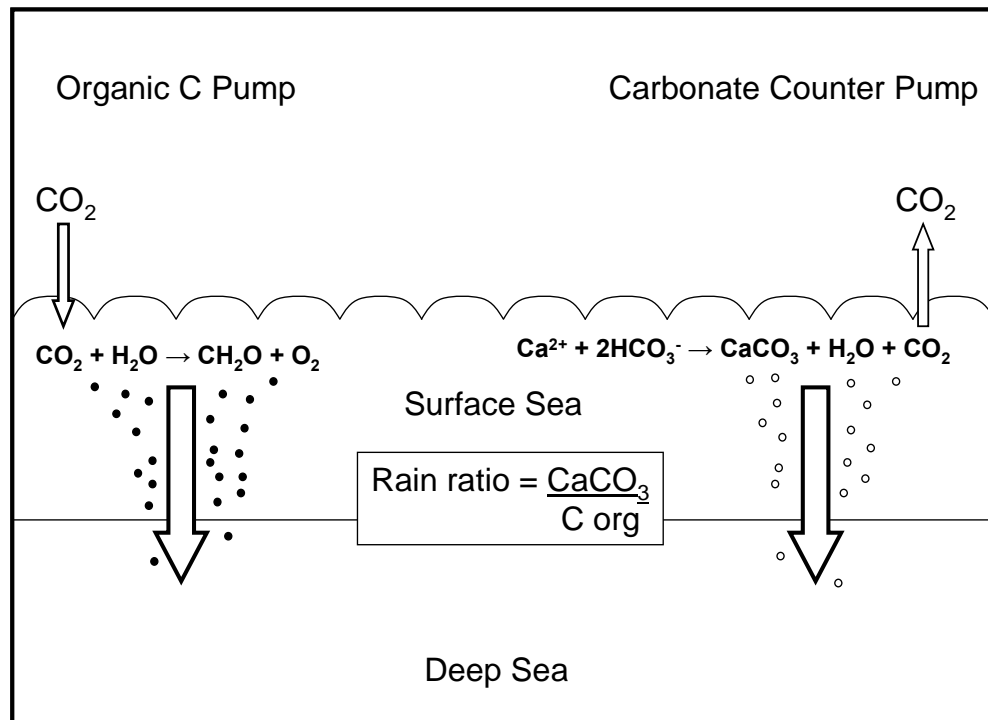 Organic C Pump
Carbonate Counter Pump
CO₂
CO₂
CO₂ + H₂O → CH₂O + O₂
Ca²⁺ + 2HCO₃⁻ → CaCO₃ + H₂O + CO₂
Surface Sea
Rain ratio = CaCO₃
C org
Deep Sea